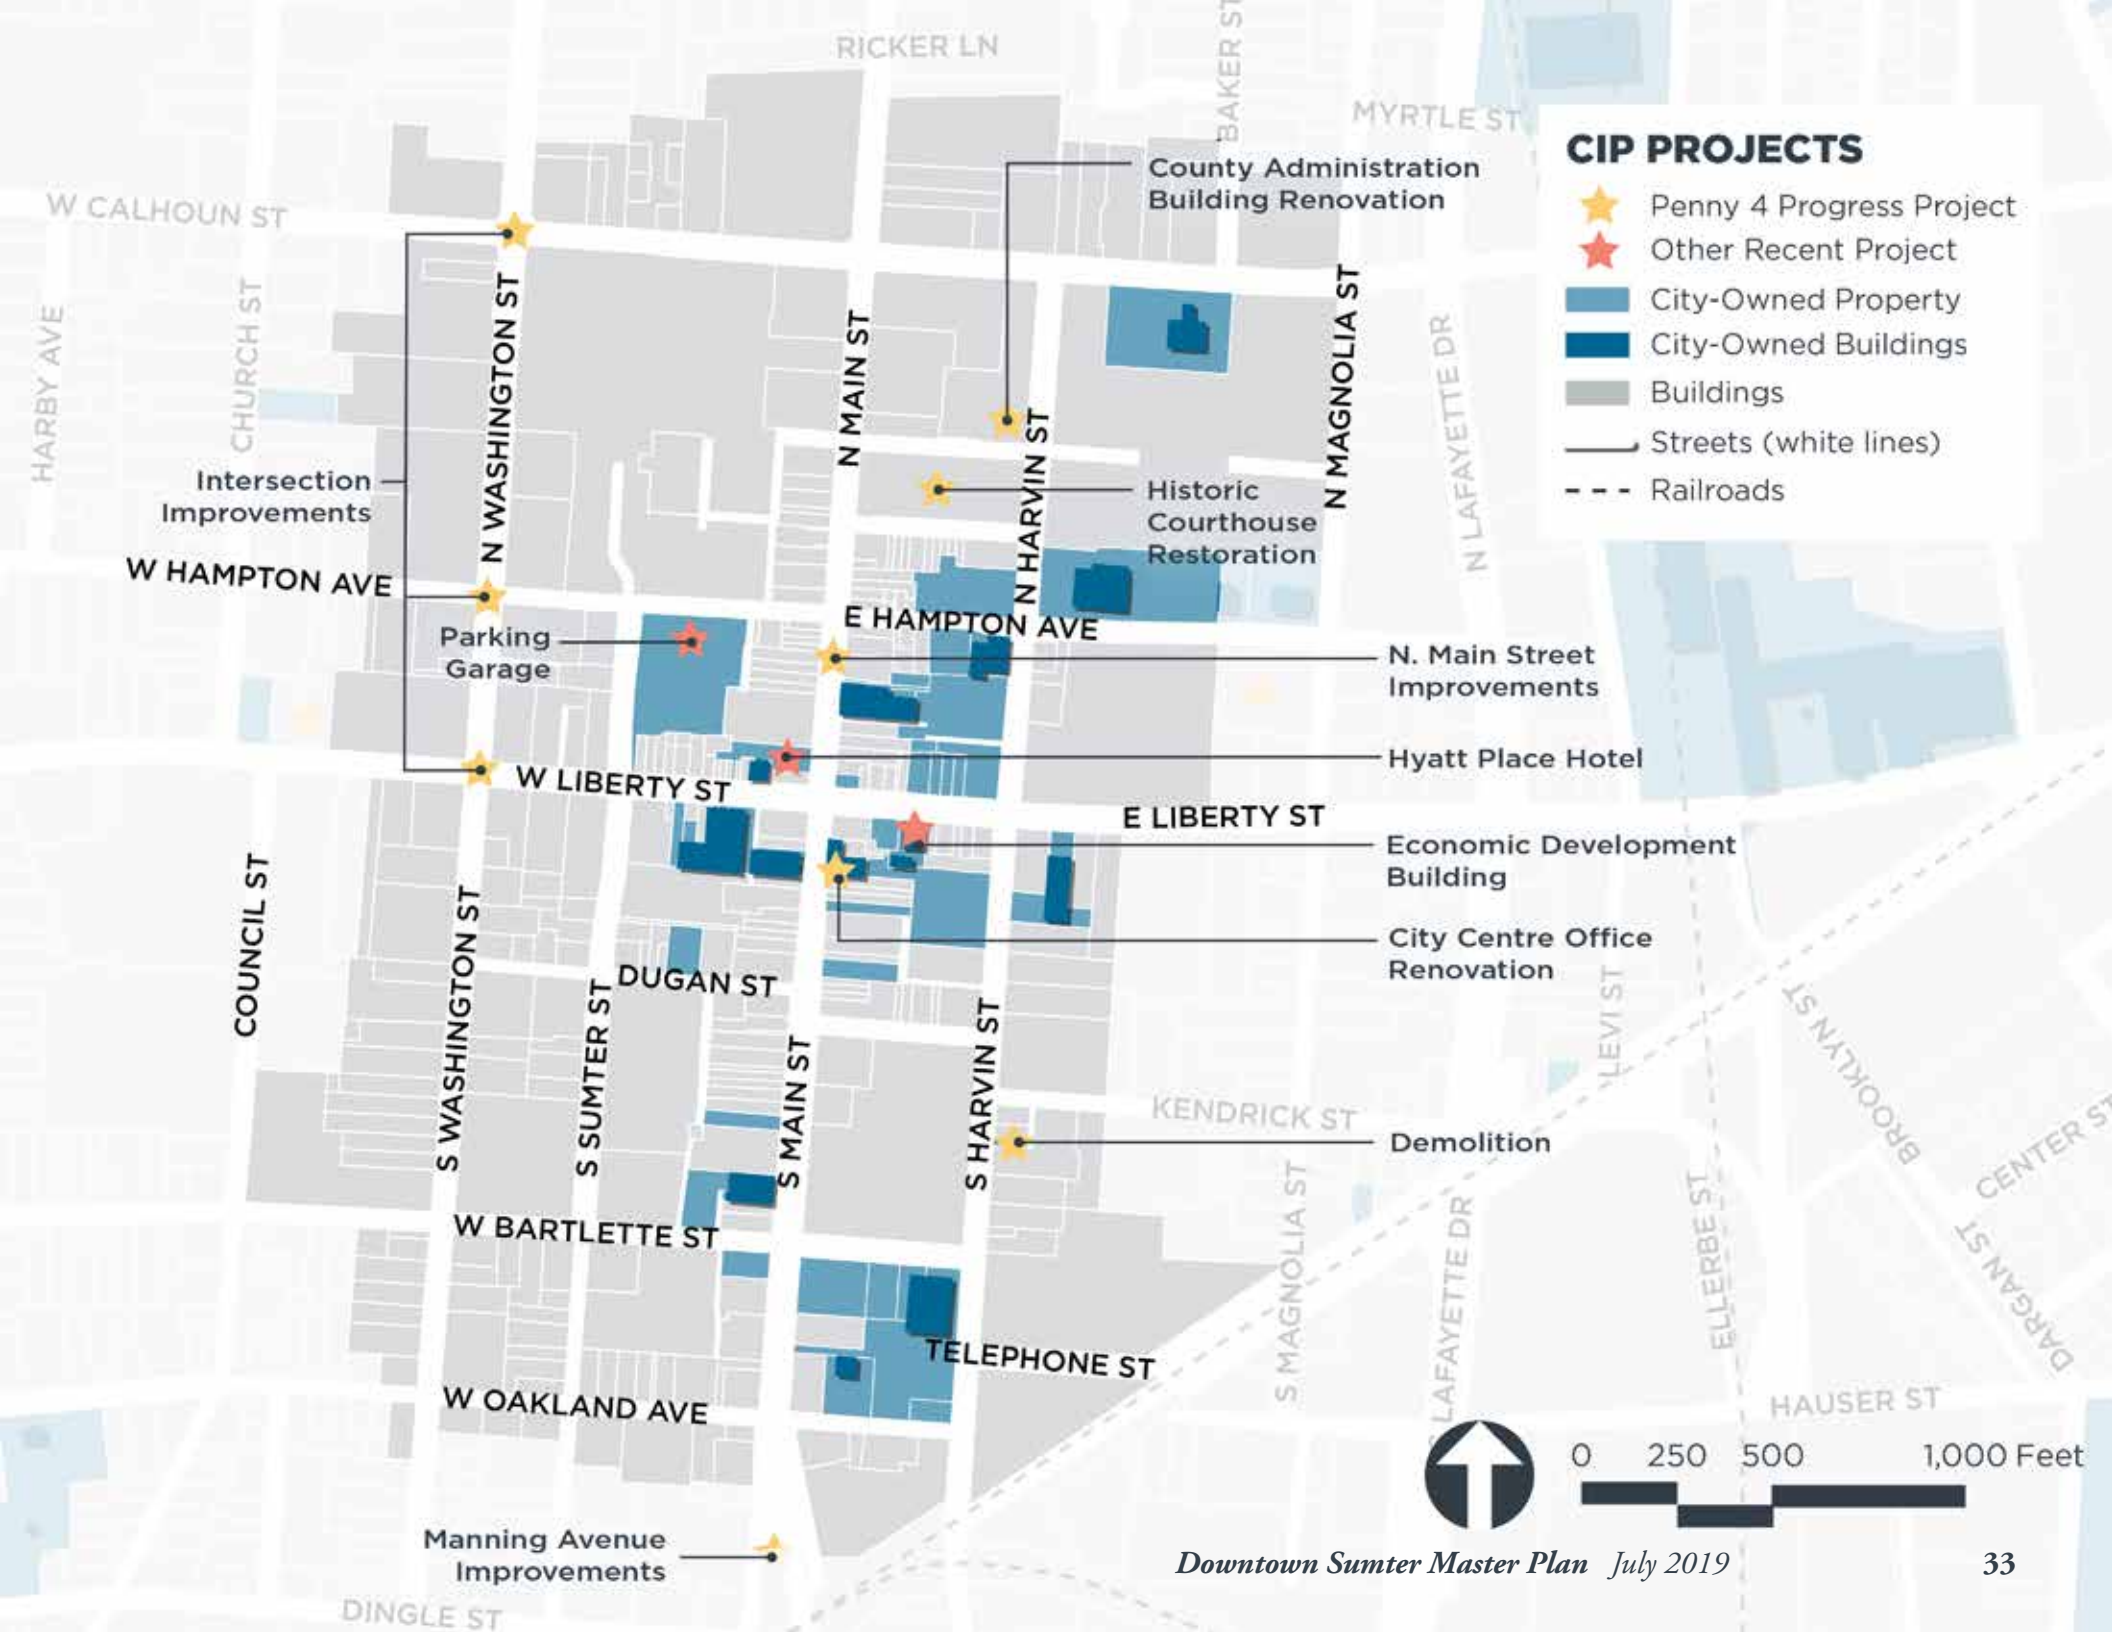 RICKER LN
BAKER ST
MYRTLE ST
CIP PROJECTS
Penny 4 Progress Project
Other Recent Project
City-Owned Property
City-Owned Buildings
Buildings
Streets (white lines)
Railroads
County Administration
Building Renovation
W CALHOUN ST
HARBY AVE
CHURCH ST
N WASHINGTON ST
N MAIN ST
N HARVIN ST
N MAGNOLIA ST
N LAFAYETTE DR
Intersection
Improvements
Historic
Courthouse
Restoration
W HAMPTON AVE
E HAMPTON AVE
Parking
Garage
N. Main Street
Improvements
Hyatt Place Hotel
W LIBERTY ST
E LIBERTY ST
Economic Development
Building
City Centre Office
Renovation
COUNCIL ST
S WASHINGTON ST
S SUMTER ST
DUGAN ST
S MAIN ST
S HARVIN ST
LEVI ST
BROOKLYN ST
KENDRICK ST
CENTER ST
Demolition
S MAGNOLIA ST
S LAFAYETTE DR
ELLERBE ST
DARGAN ST
W BARTLETTE ST
TELEPHONE ST
W OAKLAND AVE
HAUSER ST
0 250 500 1,000 Feet
Manning Avenue
Improvements
DINGLE ST
Downtown Sumter Master Plan July 2019 33